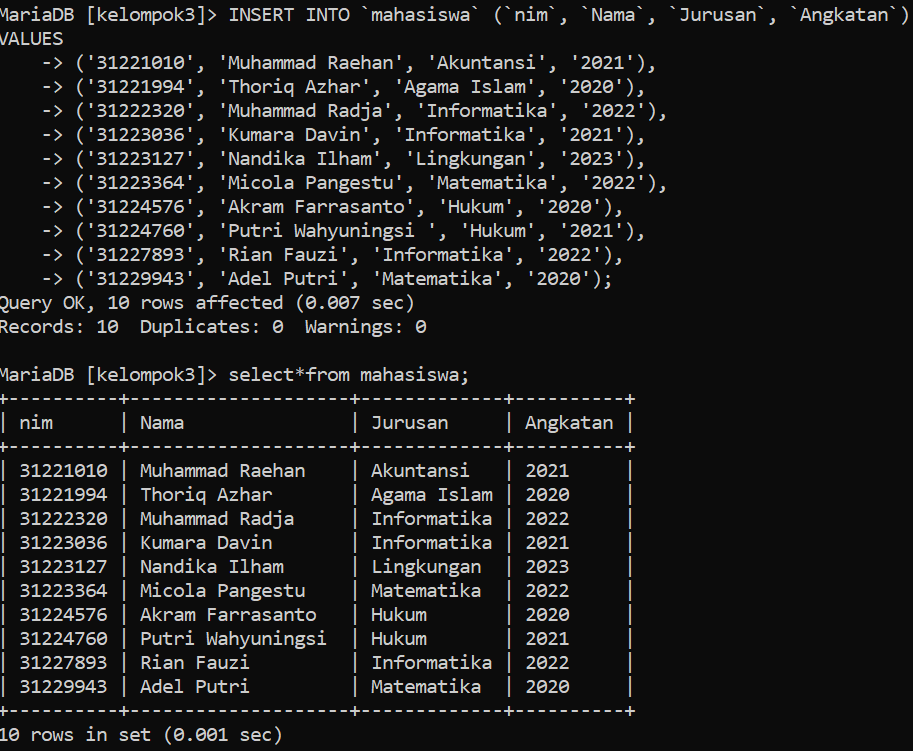 MariaDB [kelompok3]> INSERT INTO `mahasiswa` (`nim`, `Nama`, `Jurusan`, `Angkatan`)
VALUES
    -> ('31221010', 'Muhammad Raehan', 'Akuntansi', '2021'),
    -> ('31221994', 'Thoriq Azhar', 'Agama Islam', '2020'),
    -> ('31222320', 'Muhammad Radja', 'Informatika', '2022'),
    -> ('31223036', 'Kumara Davin', 'Informatika', '2021'),
    -> ('31223127', 'Nandika Ilham', 'Lingkungan', '2023'),
    -> ('31223364', 'Micola Pangestu', 'Matematika', '2022'),
    -> ('31224576', 'Akram Farrasanto', 'Hukum', '2020'),
    -> ('31224760', 'Putri Wahyuningsi ', 'Hukum', '2021'),
    -> ('31227893', 'Rian Fauzi', 'Informatika', '2022'),
    -> ('31229943', 'Adel Putri', 'Matematika', '2020');
Query OK, 10 rows affected (0.007 sec)
Records: 10  Duplicates: 0  Warnings: 0

MariaDB [kelompok3]> select*from mahasiswa;
+----------+--------------------+-------------+----------+
| nim      | Nama               | Jurusan     | Angkatan |
+----------+--------------------+-------------+----------+
| 31221010 | Muhammad Raehan    | Akuntansi   | 2021     |
| 31221994 | Thoriq Azhar       | Agama Islam | 2020     |
| 31222320 | Muhammad Radja     | Informatika | 2022     |
| 31223036 | Kumara Davin       | Informatika | 2021     |
| 31223127 | Nandika Ilham      | Lingkungan  | 2023     |
| 31223364 | Micola Pangestu    | Matematika  | 2022     |
| 31224576 | Akram Farrasanto   | Hukum       | 2020     |
| 31224760 | Putri Wahyuningsi  | Hukum       | 2021     |
| 31227893 | Rian Fauzi         | Informatika | 2022     |
| 31229943 | Adel Putri         | Matematika  | 2020     |
+----------+--------------------+-------------+----------+
10 rows in set (0.001 sec)